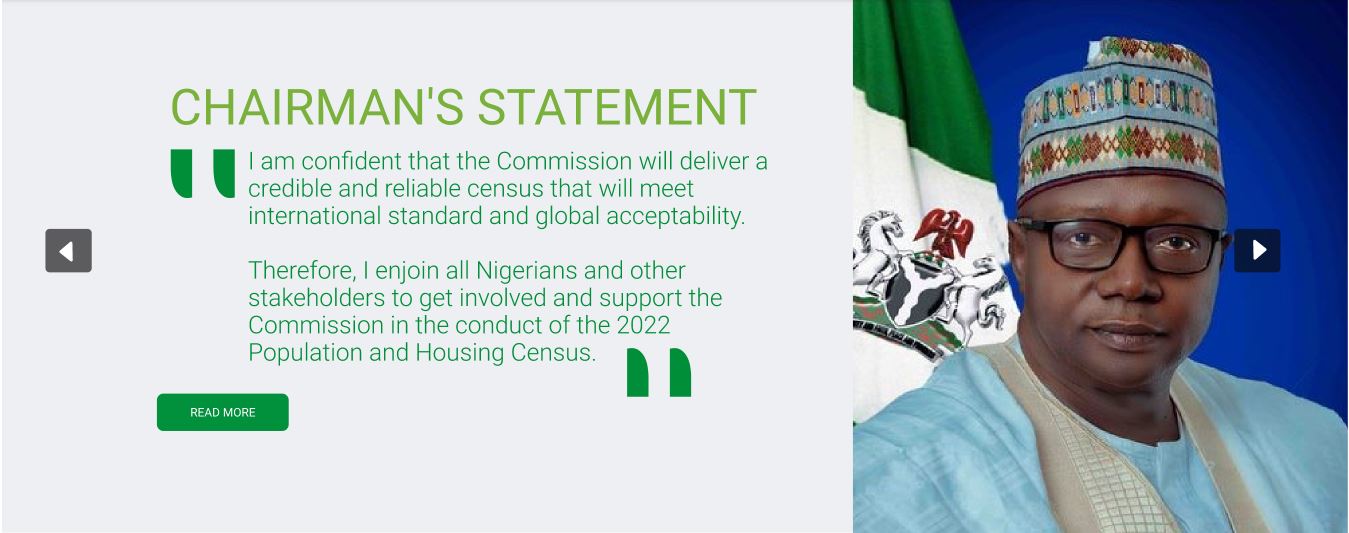 CHAIRMAN'S STATEMENT
I am confident that the Commission will deliver a
credible and reliable census that will meet
international standard and global acceptability.
Therefore, I enjoin all Nigerians and other
stakeholders to get involved and support the
Commission in the conduct of the 2022
Population and Housing Census.
READ MORE